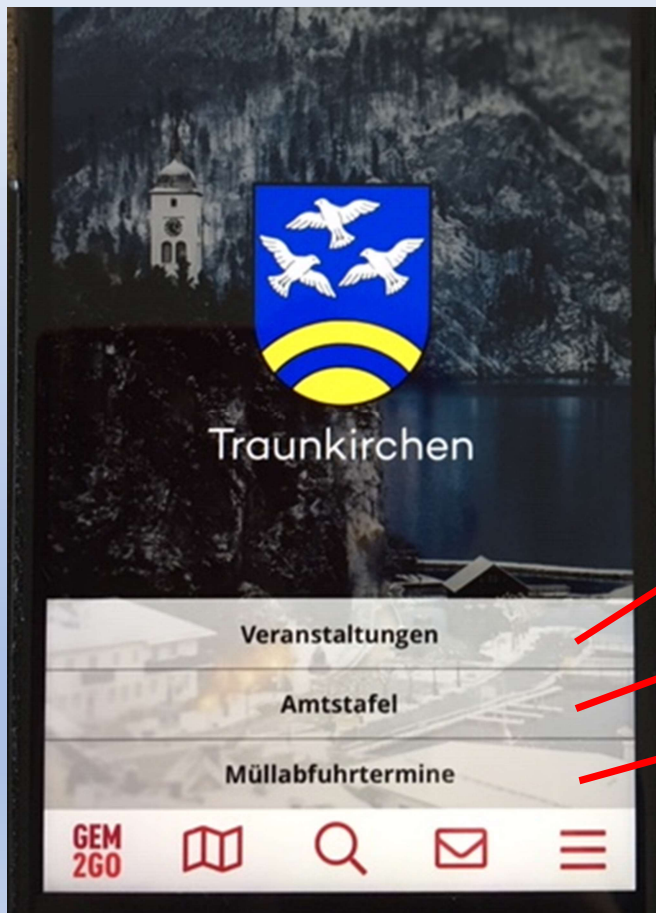 Traunkirchen
Veranstaltungen
Amtstafel
Müllabfuhrtermine
GEM
2GO